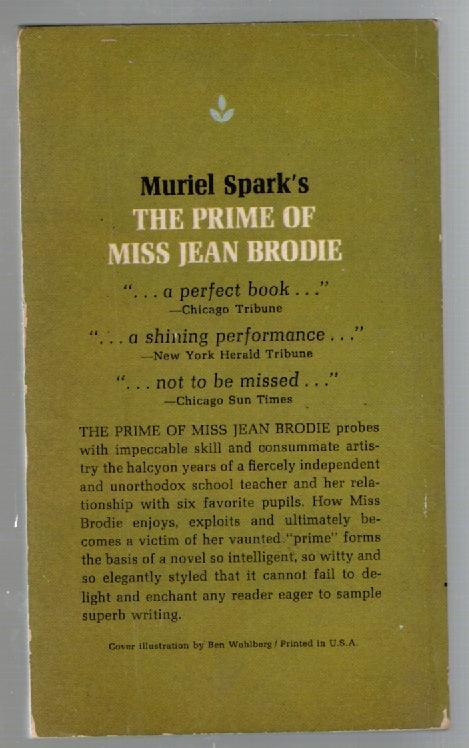 Muriel Spark's
THE PRIME OF
MISS JEAN BRODIE
"... a perfect book ..."
—Chicago Tribune
"... a shining performance ..."
—New York Herald Tribune
"... not to be missed ..."
—Chicago Sun Times
THE PRIME OF MISS JEAN BRODIE probes
with impeccable skill and consummate artis-
try the halcyon years of a fiercely independent
and unorthodox school teacher and her rela-
tionship with six favorite pupils. How Miss
Brodie enjoys, exploits and ultimately be-
comes a victim of her vaunted "prime" forms
the basis of a novel so intelligent, so witty and
so elegantly styled that it cannot fail to de-
light and enchant any reader eager to sample
superb writing.
Cover illustration by Ben Wohlberg / Printed in U.S.A.